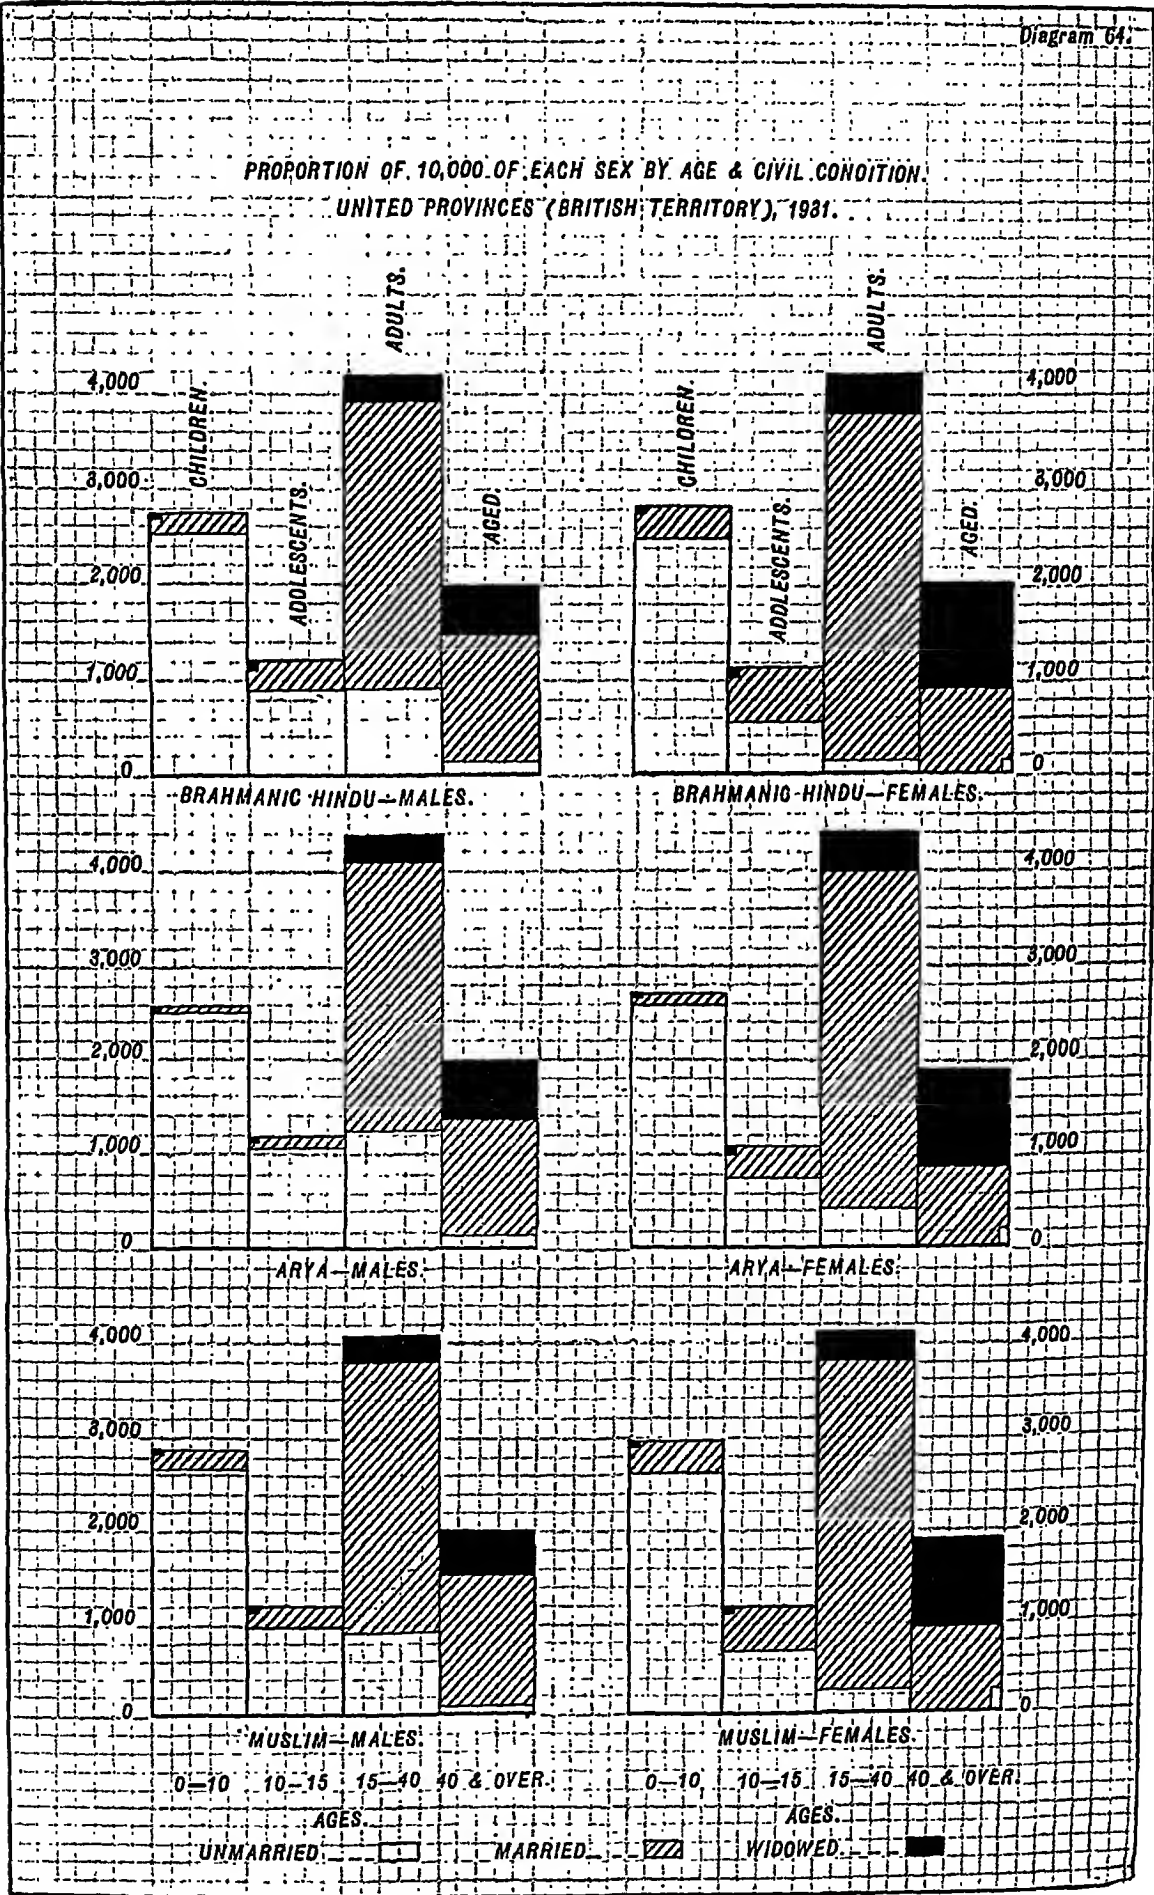 Diagram 64.
PROPORTION OF 10,000 OF EACH SEX BY AGE & CIVIL CONDITION.
UNITED PROVINCES (BRITISH TERRITORY), 1931.
CHILDREN.
ADOLESCENTS.
ADULTS.
AGED.
CHILDREN.
ADOLESCENTS.
ADULTS.
AGED.
4,000
3,000
2,000
1,000
0
4,000
3,000
2,000
1,000
0
BRAHMANIC HINDU—MALES.
BRAHMANIC HINDU—FEMALES.
4,000
3,000
2,000
1,000
0
4,000
3,000
2,000
1,000
0
ARYA—MALES.
ARYA—FEMALES.
4,000
3,000
2,000
1,000
0
4,000
3,000
2,000
1,000
0
MUSLIM—MALES.
MUSLIM—FEMALES.
0—10 10—15 15—40 40 & OVER.
0—10 10—15 15—40 40 & OVER.
AGES.
AGES.
UNMARRIED MARRIED WIDOWED